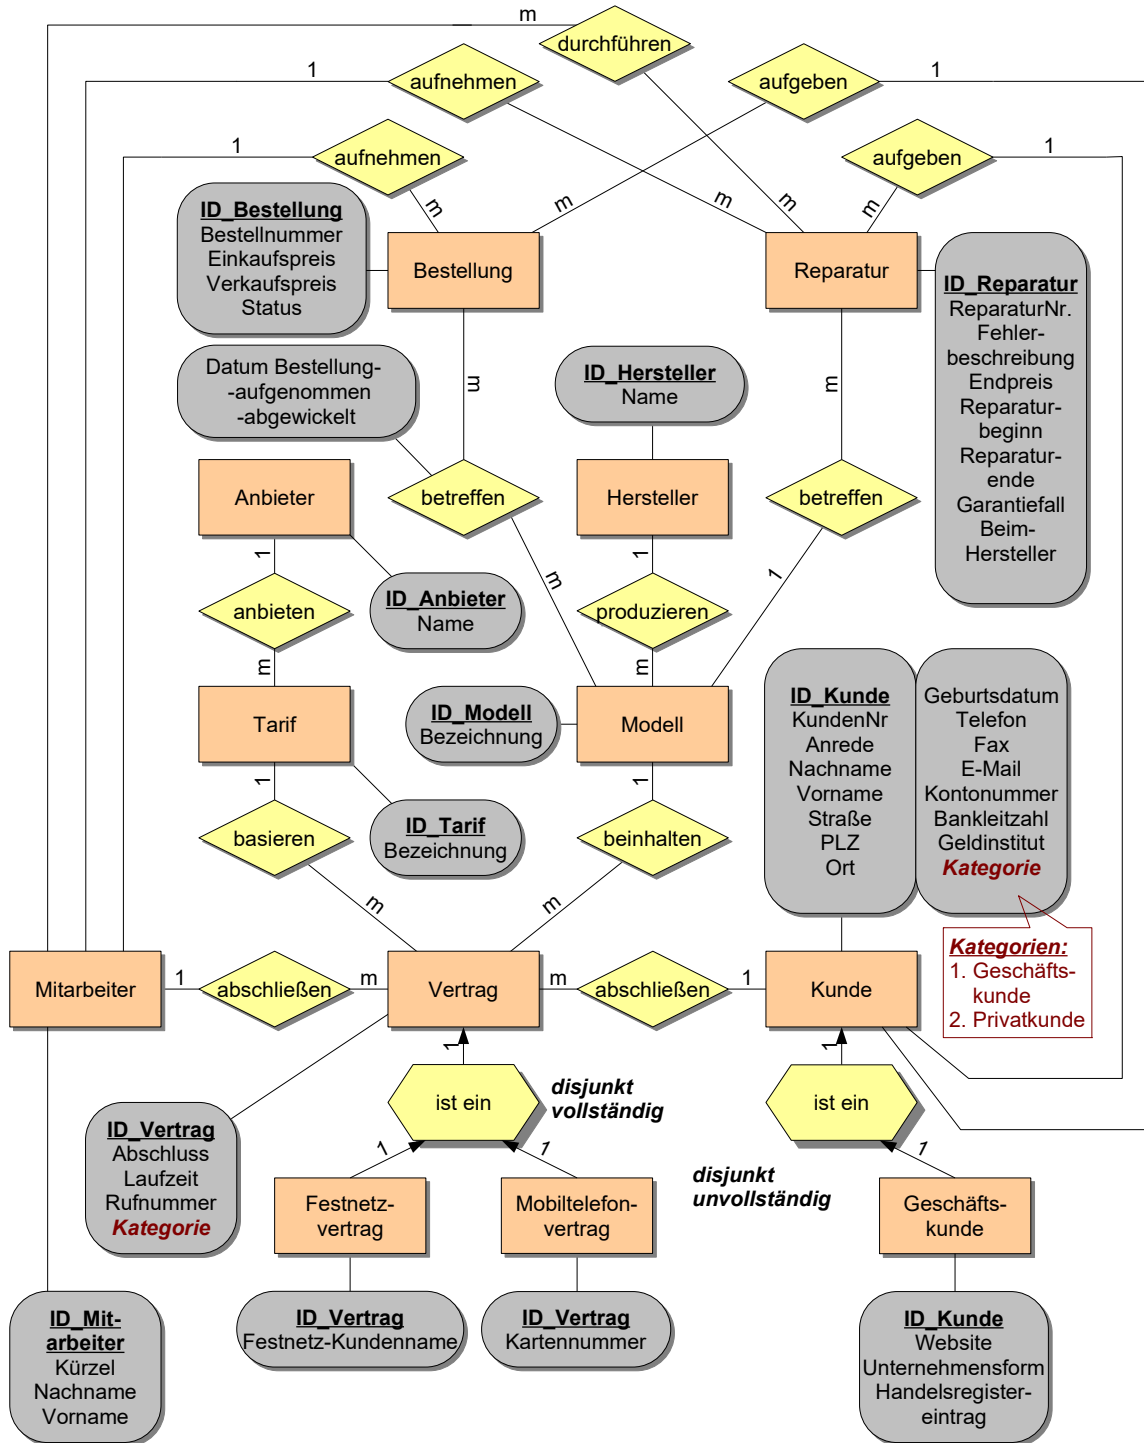 m
durchführen
1
aufnehmen
aufgeben
1
1
aufnehmen
aufgeben
1
m
m
m
m
m
ID_Bestellung
Bestellnummer
Einkaufspreis
Verkaufspreis
Status
Bestellung
Reparatur
ID_Reparatur
ReparaturNr.
Fehler-
beschreibung
Endpreis
Reparatur-
beginn
Reparatur-
ende
Garantiefall
Beim-
Hersteller
Datum Bestellung-
-aufgenommen
-abgewickelt
m
ID_Hersteller
Name
m
Anbieter
betreffen
Hersteller
betreffen
1
1
m
1
anbieten
ID_Anbieter
Name
produzieren
m
m
Tarif
ID_Modell
Bezeichnung
Modell
ID_Kunde
KundenNr
Anrede
Nachname
Vorname
Straße
PLZ
Ort
Geburtsdatum
Telefon
Fax
E-Mail
Kontonummer
Bankleitzahl
Geldinstitut
Kategorie
1
1
basieren
ID_Tarif
Bezeichnung
beinhalten
m
m
Kategorien:
1. Geschäfts-
kunde
2. Privatkunde
Mitarbeiter
1
abschließen
m
Vertrag
m
abschließen
1
Kunde
1
1
ist ein
disjunkt
vollständig
ist ein
ID_Vertrag
Abschluss
Laufzeit
Rufnummer
Kategorie
1
1
1
disjunkt
unvollständig
Festnetz-
vertrag
Mobiltelefon-
vertrag
Geschäfts-
kunde
ID_Mit-
arbeiter
Kürzel
Nachname
Vorname
ID_Vertrag
Festnetz-Kundenname
ID_Vertrag
Kartennummer
ID_Kunde
Website
Unternehmensform
Handelsregister-
eintrag